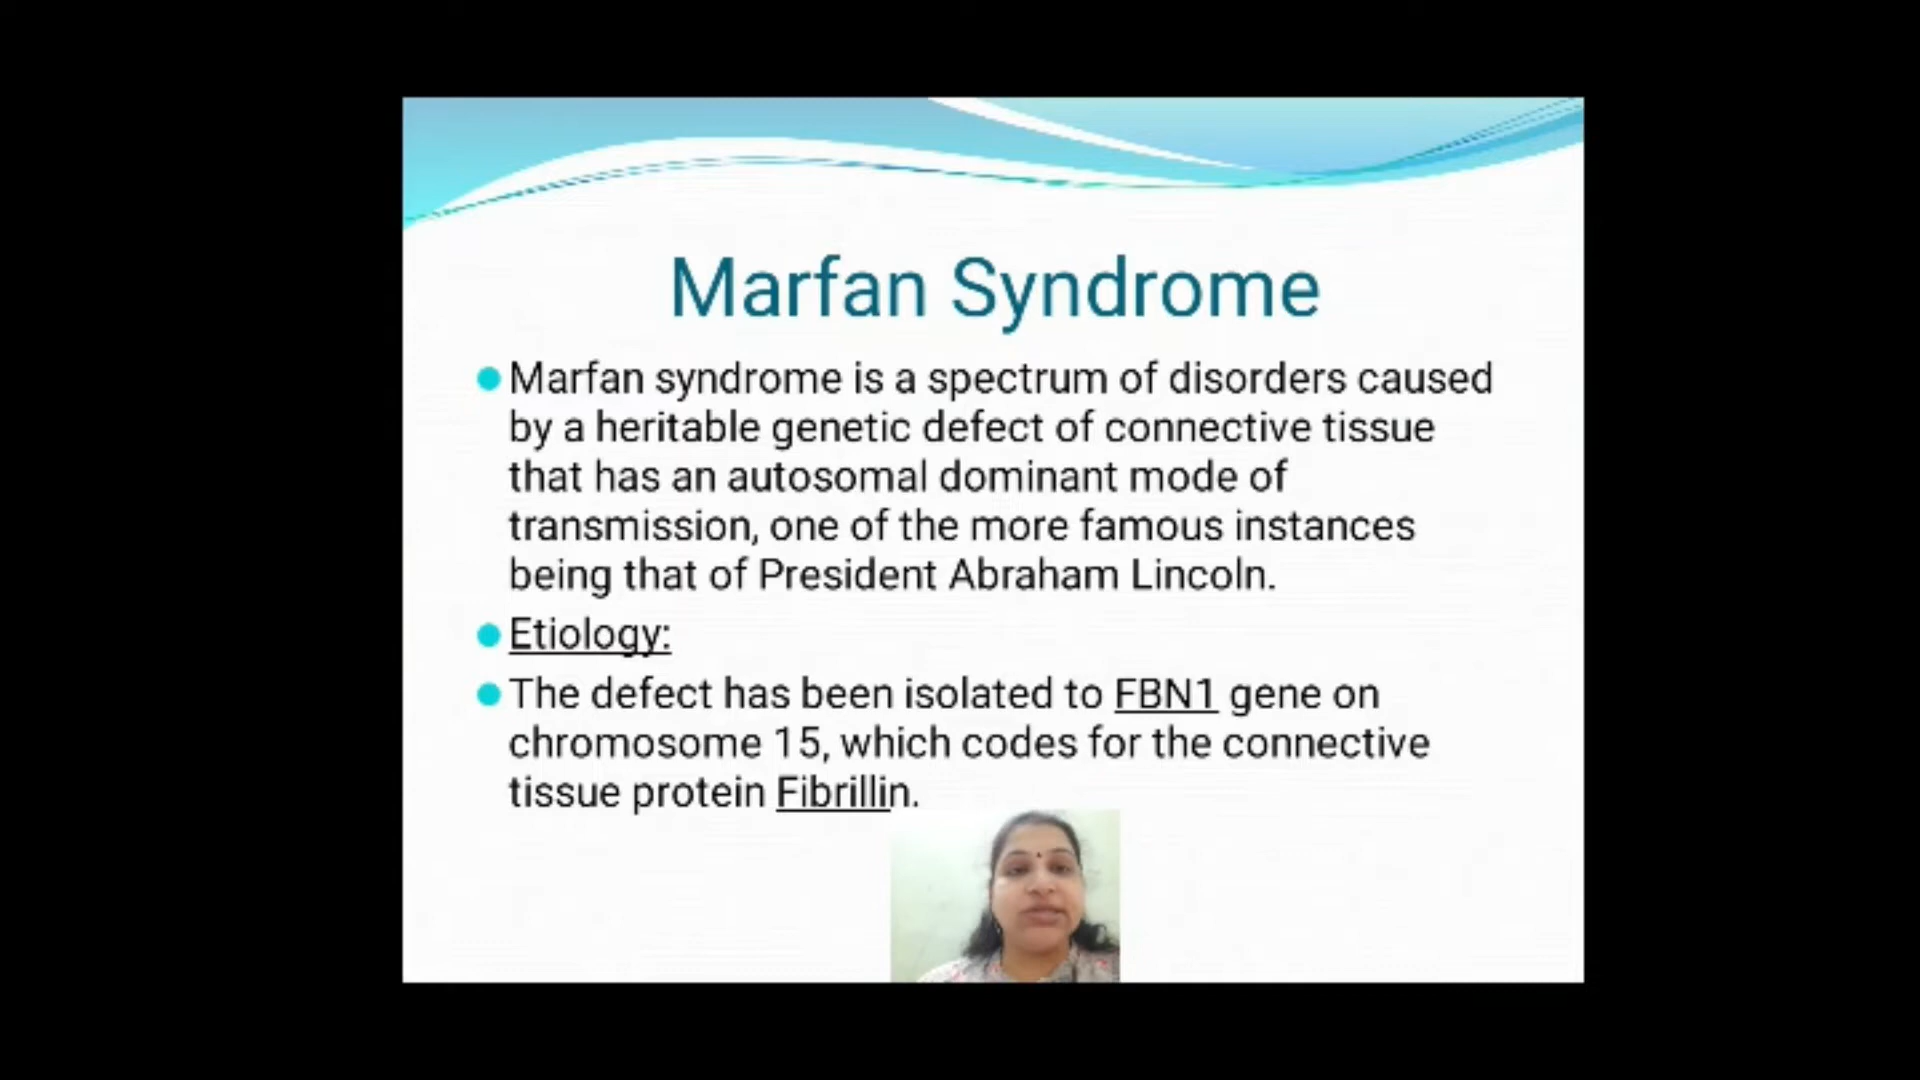 Marfan Syndrome
Marfan syndrome is a spectrum of disorders caused
by a heritable genetic defect of connective tissue
that has an autosomal dominant mode of
transmission, one of the more famous instances
being that of President Abraham Lincoln.
Etiology:
The defect has been isolated to FBN1 gene on
chromosome 15, which codes for the connective
tissue protein Fibrillin.